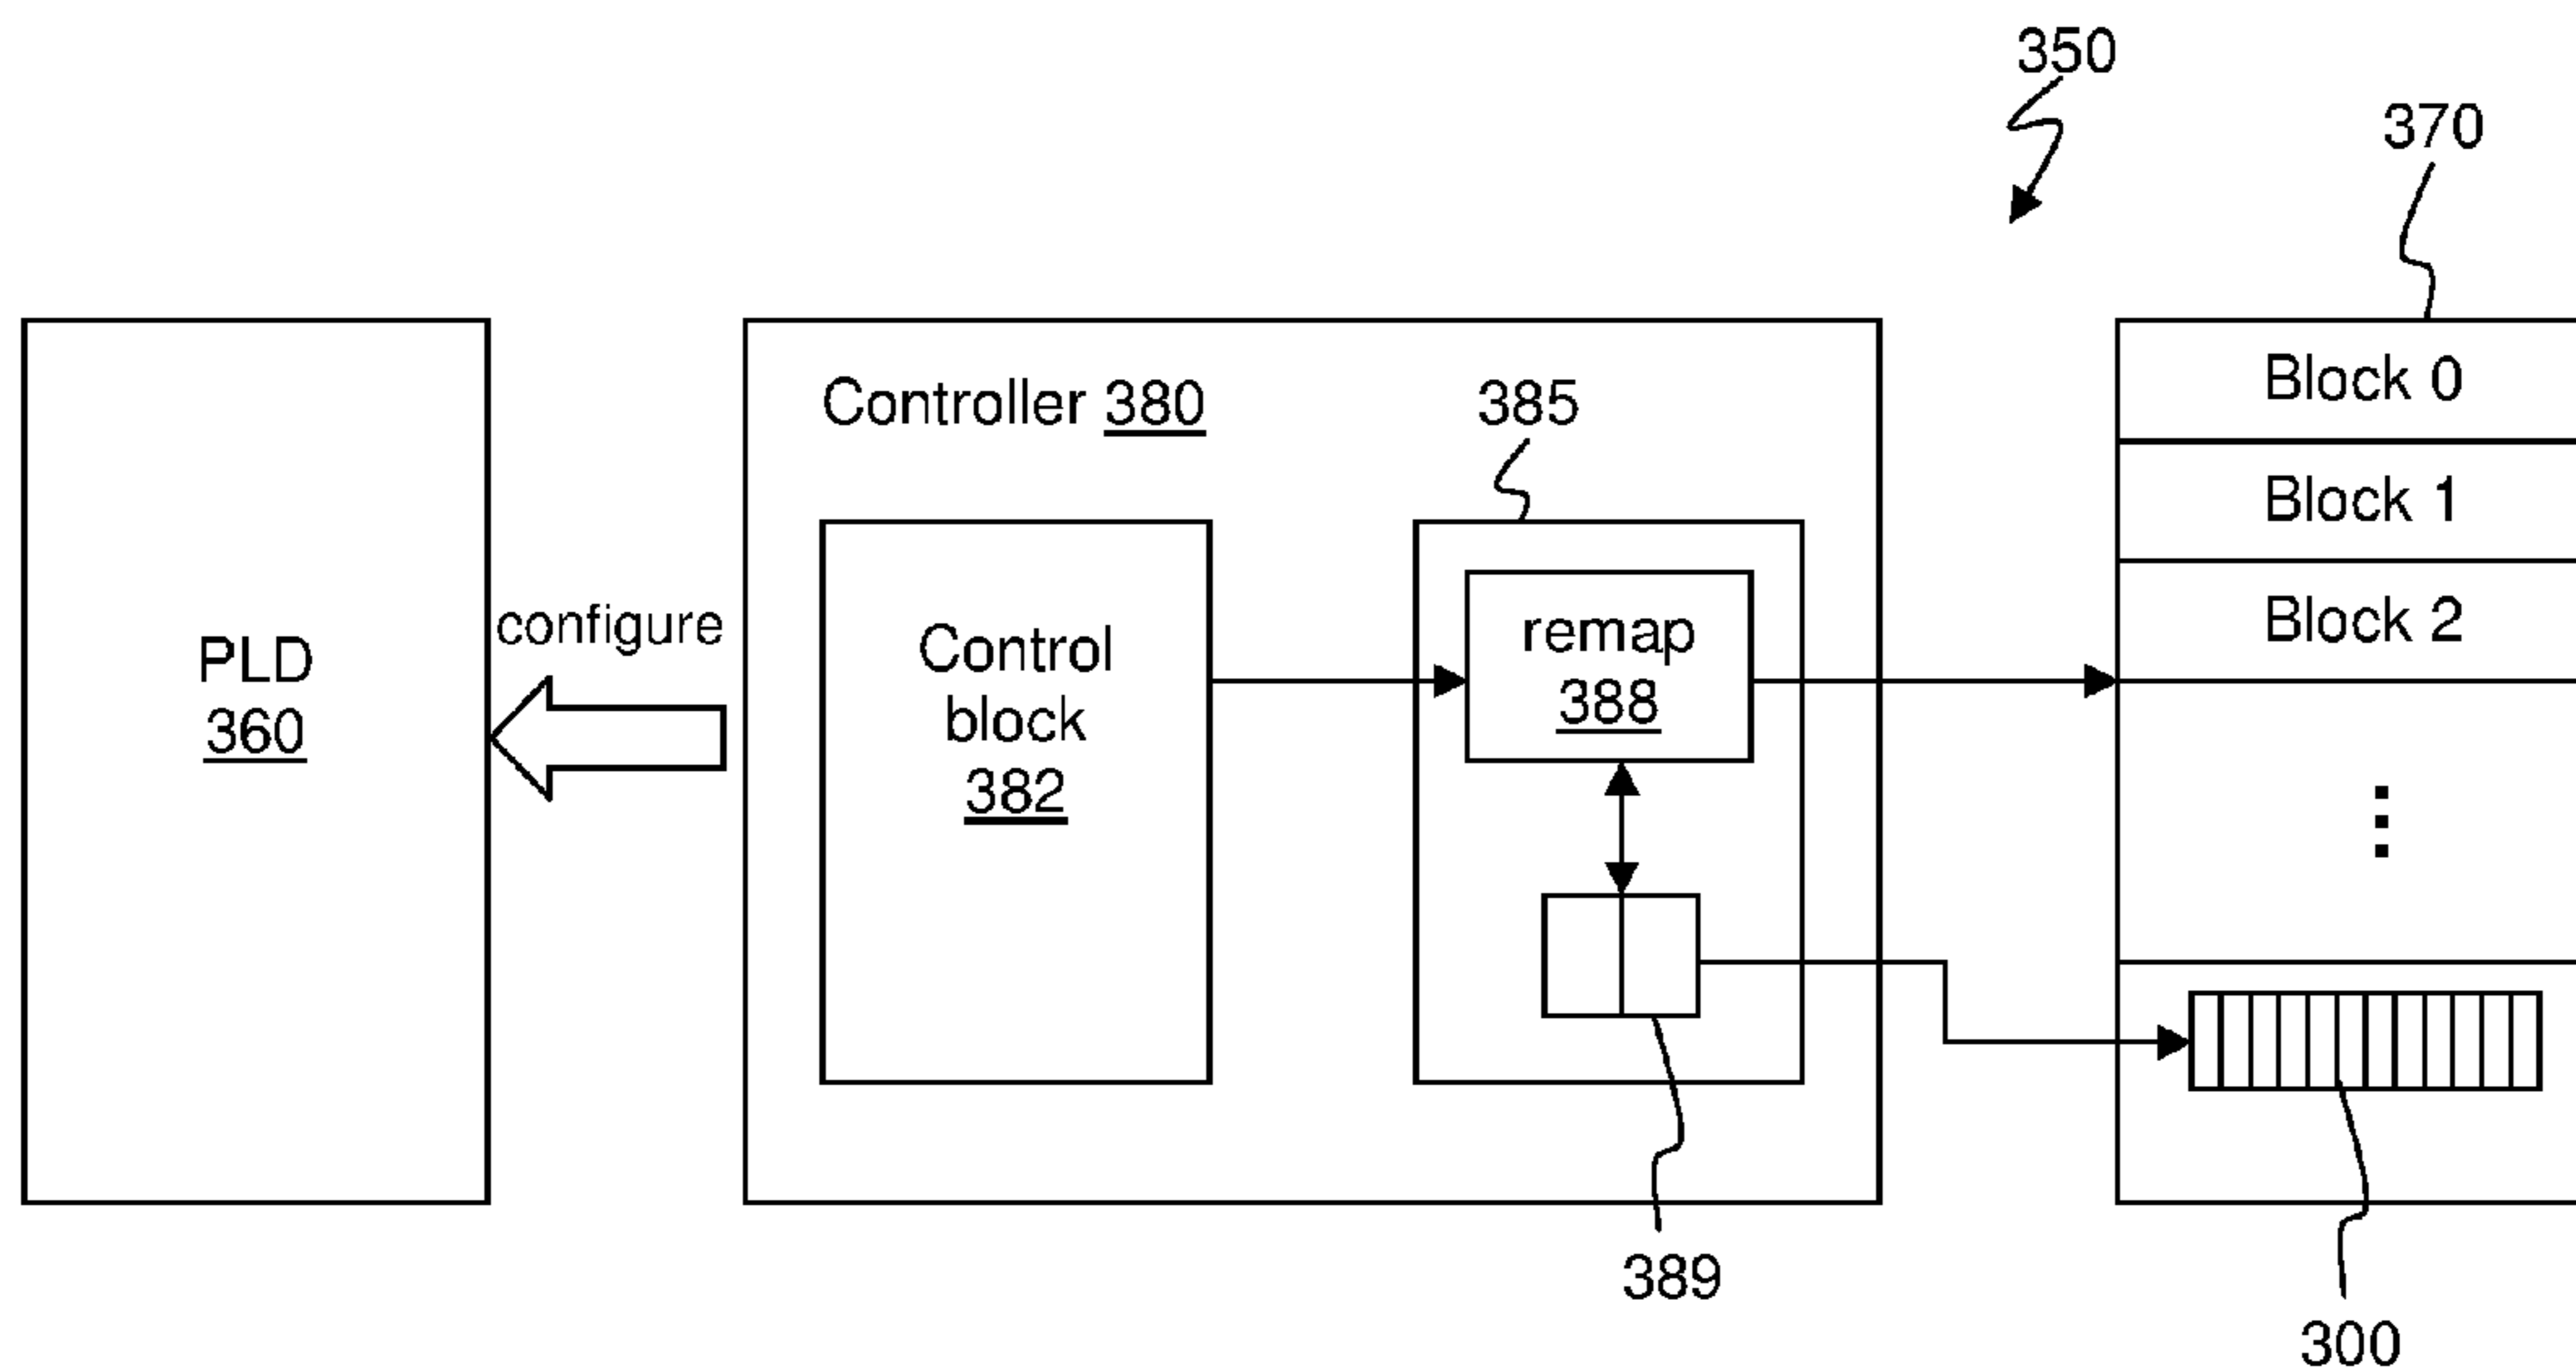 350
370
Block 0
Controller 380
385
Block 1
configure
remap
388
Block 2
PLD
360
Control
block
382
389
300